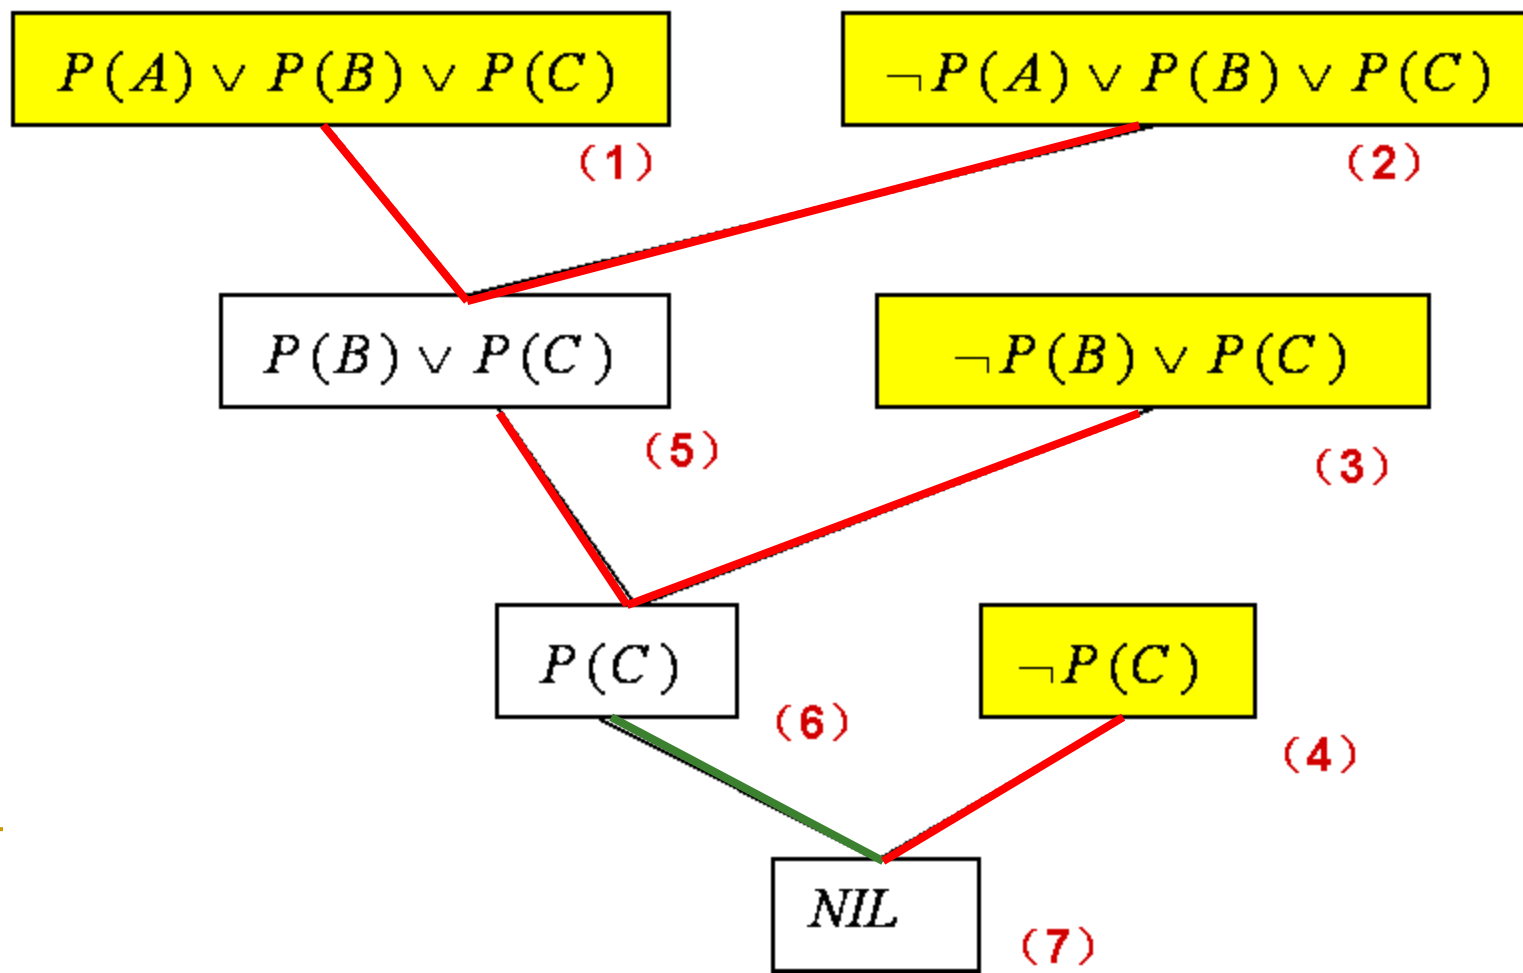 P(A) ∨ P(B) ∨ P(C)
¬P(A) ∨ P(B) ∨ P(C)
（1）
（2）
P(B) ∨ P(C)
¬P(B) ∨ P(C)
（5）
（3）
P(C)
¬P(C)
（6）
（4）
NIL
（7）